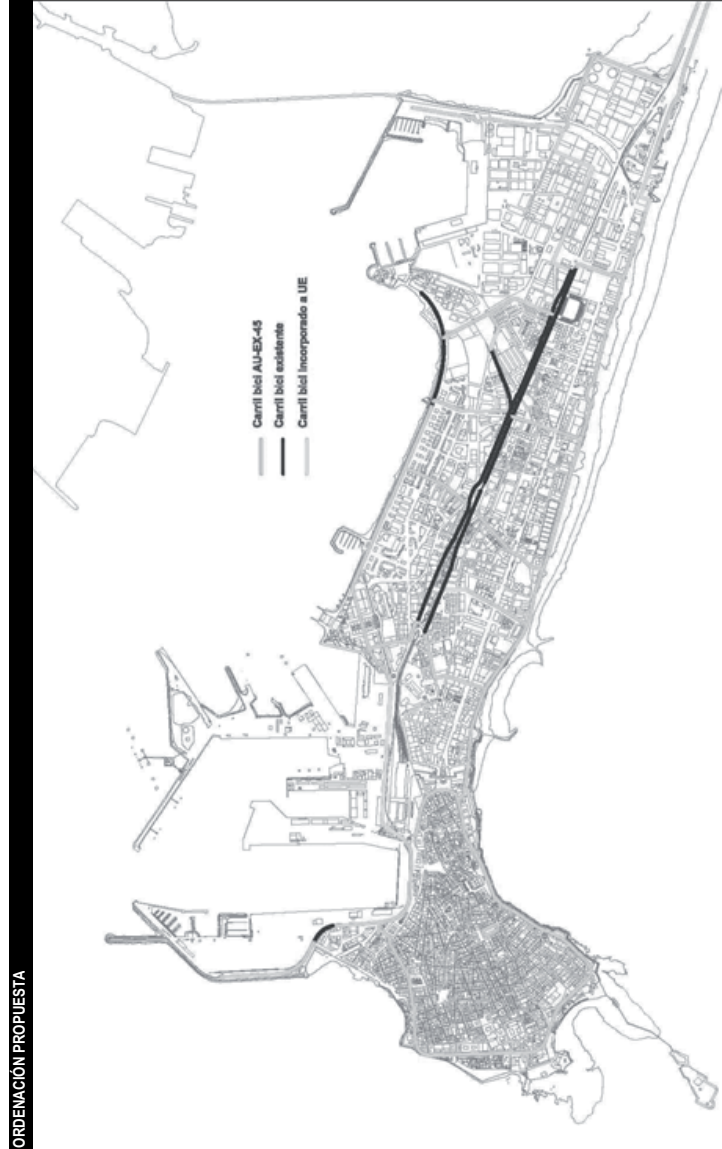 ORDENACIÓN PROPUESTA
Carril bici AU-EX-45
Carril bici existente
Carril bici incorporado a UE